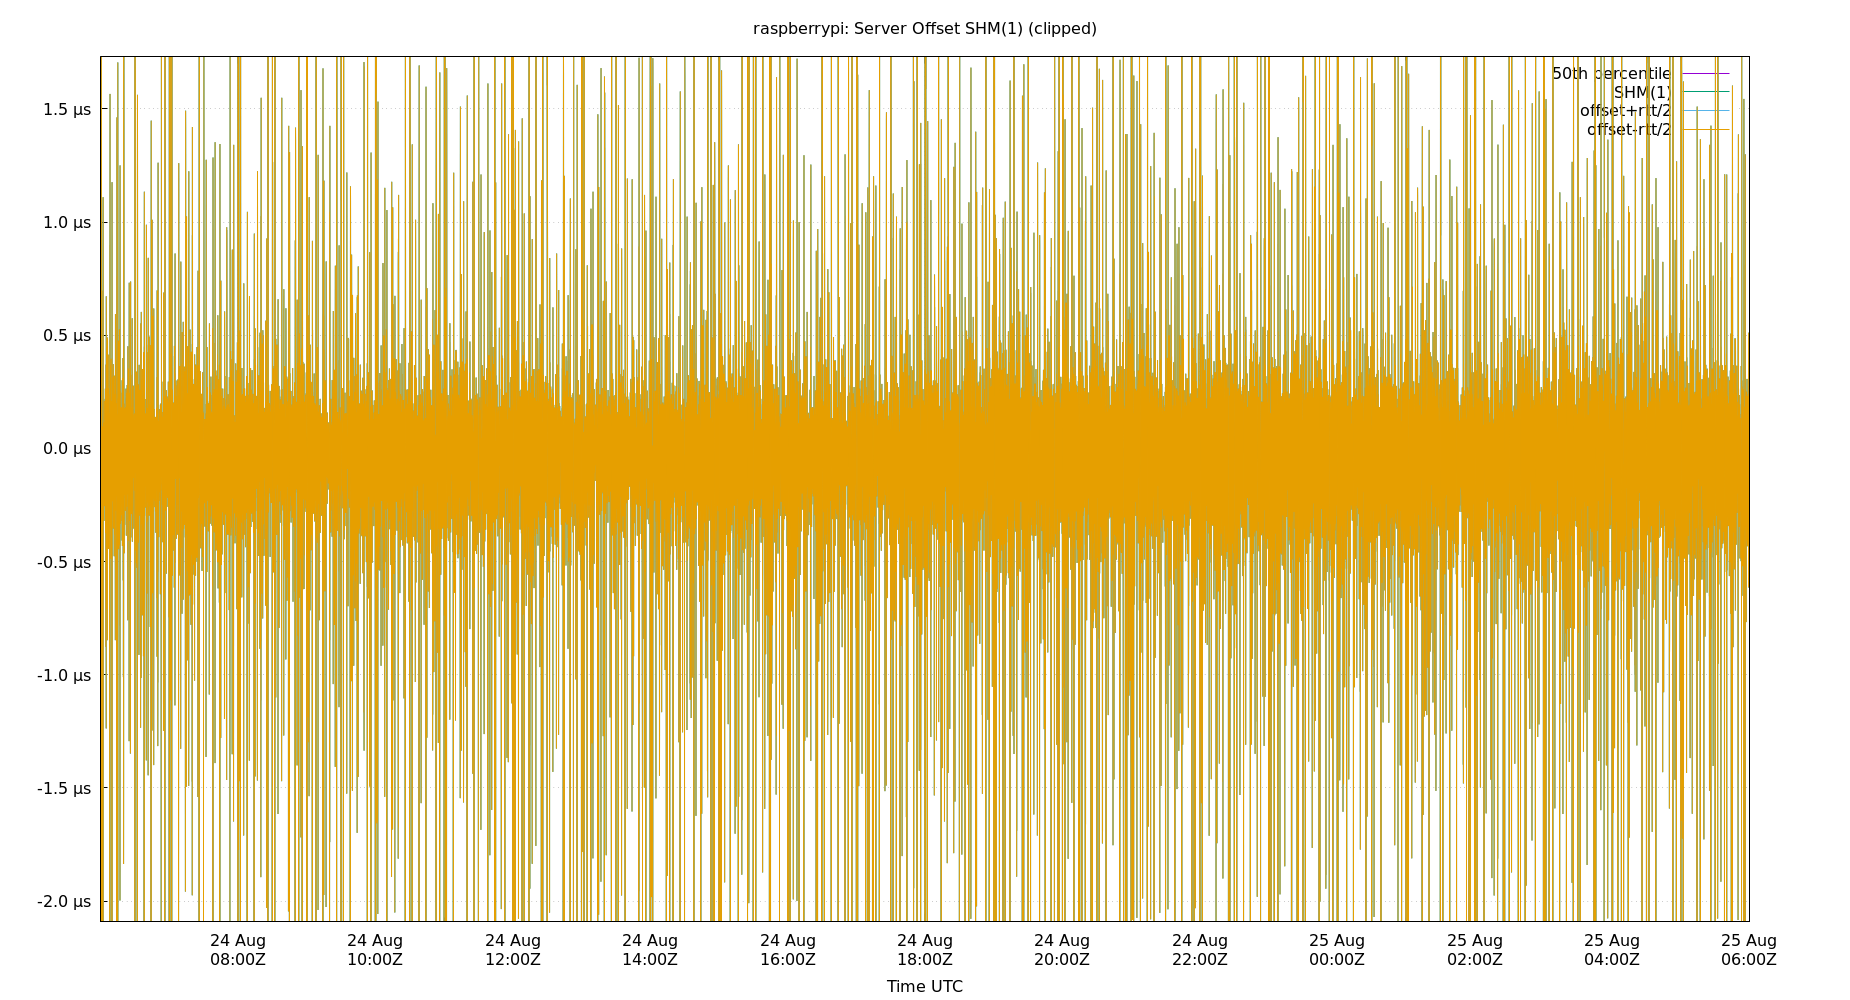 raspberrypi: Server Offset SHM(1) (clipped)
50th percentile
SHM(1)
offset+rtt/2
offset-rtt/2
1.5 µs
1.0 µs
0.5 µs
0.0 µs
-0.5 µs
-1.0 µs
-1.5 µs
-2.0 µs
24 Aug 24 Aug 24 Aug 24 Aug 24 Aug 24 Aug 24 Aug 24 Aug 25 Aug 25 Aug 25 Aug 25 Aug
08:00Z 10:00Z 12:00Z 14:00Z 16:00Z 18:00Z 20:00Z 22:00Z 00:00Z 02:00Z 04:00Z 06:00Z
Time UTC